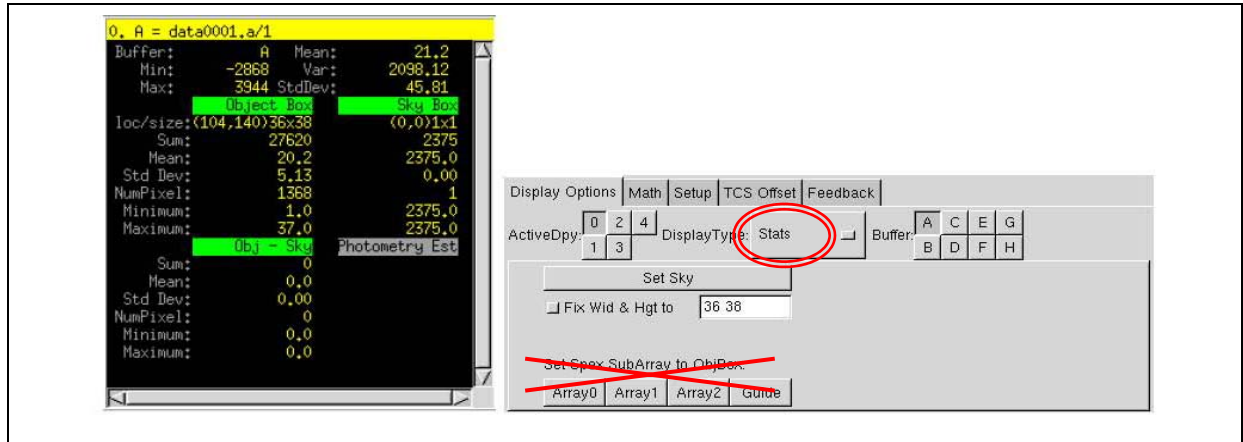 0. A = data0001.a/1
Buffer: A Mean: 21.2
Min: -2868 Var: 2098.12
Max: 3944 StdDev: 45.81
Object Box Sky Box
loc/size:(104,140)36x38 (0,0)1x1
Sum: 27620 2375
Mean: 20.2 2375.0
Std Dev: 5.13 0.00
NumPixel: 1368 1
Minimum: 1.0 2375.0
Maximum: 37.0 2375.0
Obj - Sky Photometry Est
Sum: 0
Mean: 0.0
Std Dev: 0.00
NumPixel: 0
Minimum: 0.0
Maximum: 0.0
Display Options Math Setup TCS Offset Feedback
ActiveDpy: 0 2 4 DisplayType: Stats Buffer: A C E G
1 3 B D F H
Set Sky
Fix Wid & Hgt to 36 38
Set Spex SubArray to ObjBox:
Array0 Array1 Array2 Guide